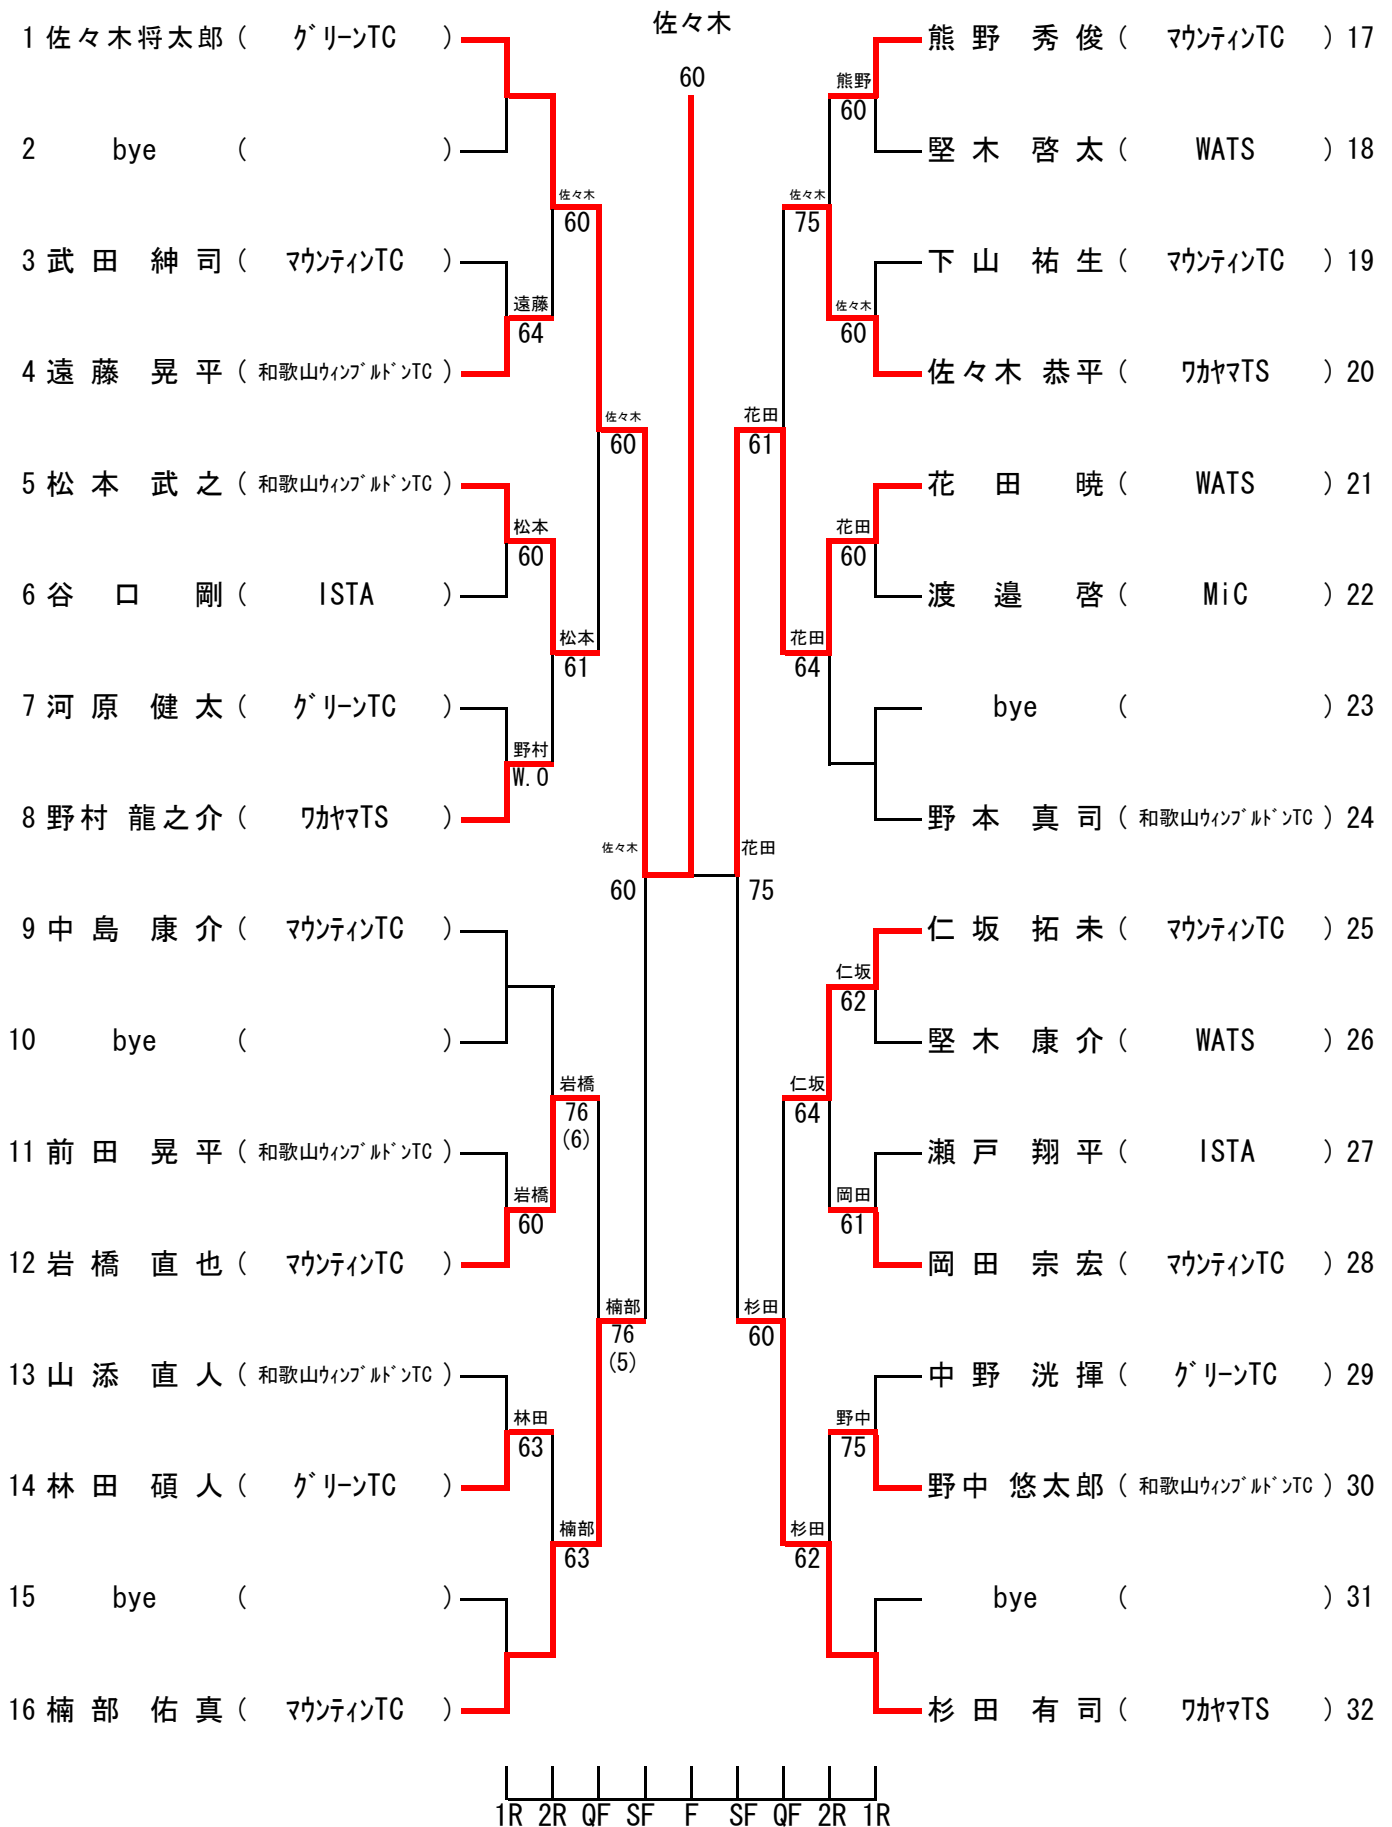 佐々木
60
1 佐々木将太郎 ( グリーンTC )
2 bye ( )
佐々木
60
3 武田 紳司 ( マウンティンTC )
遠藤
64
4 遠藤 晃平 ( 和歌山ウィンブルドンTC )
佐々木
60
5 松本 武之 ( 和歌山ウィンブルドンTC )
松本
60
6 谷口 剛 ( ISTA )
松本
61
7 河原 健太 ( グリーンTC )
野村
W.O
8 野村 龍之介 ( ワカヤマTS )
佐々木
60
9 中島 康介 ( マウンティンTC )
10 bye ( )
岩橋
76
(6)
11 前田 晃平 ( 和歌山ウィンブルドンTC )
岩橋
60
12 岩橋 直也 ( マウンティンTC )
楠部
76
(5)
13 山添 直人 ( 和歌山ウィンブルドンTC )
林田
63
14 林田 碩人 ( グリーンTC )
楠部
63
15 bye ( )
16 楠部 佑真 ( マウンティンTC )
熊野 秀俊 ( マウンティンTC ) 17
熊野
60
堅木 啓太 ( WATS ) 18
佐々木
75
下山 祐生 ( マウンティンTC ) 19
佐々木
60
佐々木 恭平 ( ワカヤマTS ) 20
花田
61
花田 暁 ( WATS ) 21
花田
60
渡邉 啓 ( MiC ) 22
花田
64
bye ( ) 23
野本 真司 ( 和歌山ウィンブルドンTC ) 24
花田
75
仁坂 拓未 ( マウンティンTC ) 25
仁坂
62
堅木 康介 ( WATS ) 26
仁坂
64
瀬戸 翔平 ( ISTA ) 27
岡田
61
岡田 宗宏 ( マウンティンTC ) 28
杉田
60
中野 洸揮 ( グリーンTC ) 29
野中
75
野中 悠太郎 ( 和歌山ウィンブルドンTC ) 30
杉田
62
bye ( ) 31
杉田 有司 ( ワカヤマTS ) 32
1R 2R QF SF F SF QF 2R 1R